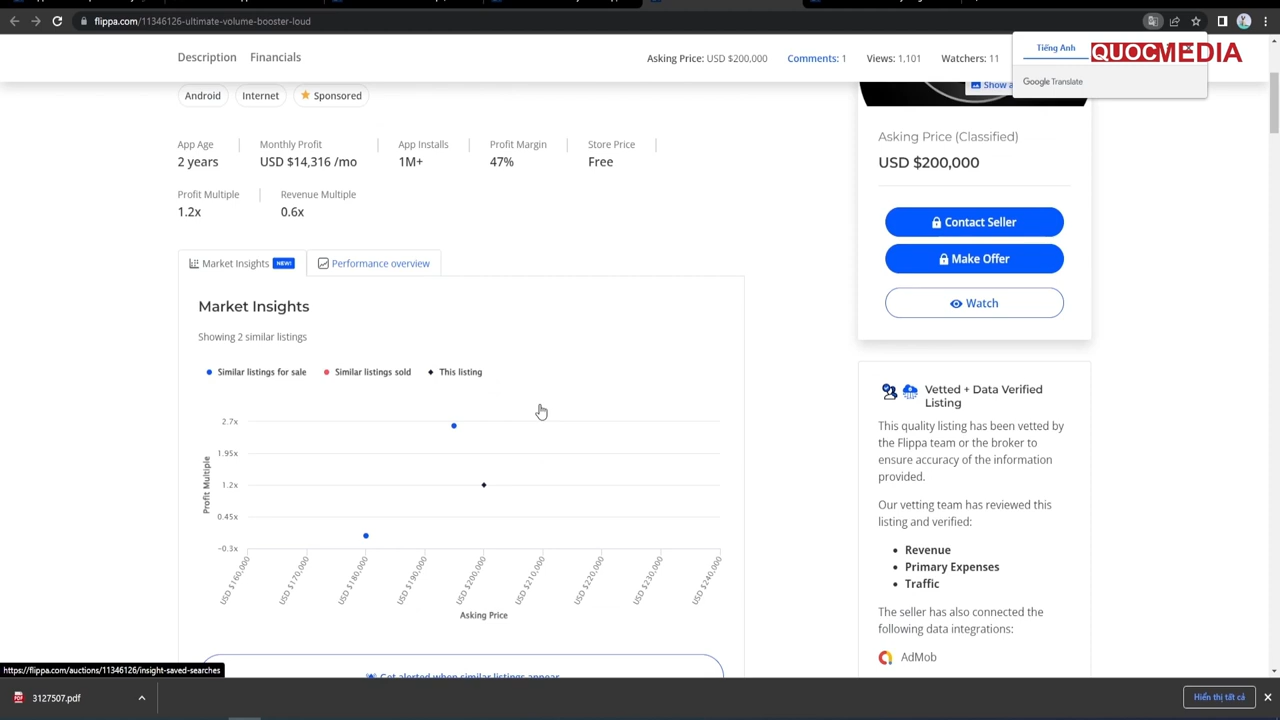 flippa.com/11346126-ultimate-volume-booster-loud
Description Financials
Asking Price: USD $200,000 Comments: 1 Views: 1,101 Watchers: 11
Tiếng Anh
QUOCMEDIA
Google Translate
Android Internet Sponsored
Show a
App Age Monthly Profit App Installs Profit Margin Store Price
2 years USD $14,316 /mo 1M+ 47% Free
Profit Multiple Revenue Multiple
1.2x 0.6x
Asking Price (Classified)
USD $200,000
Contact Seller
Make Offer
Watch
Market Insights NEW! Performance overview
Market Insights
Showing 2 similar listings
Similar listings for sale Similar listings sold This listing
Profit Multiple
2.7x
1.95x
1.2x
0.45x
−0.3x
USD $160,000
USD $170,000
USD $180,000
USD $190,000
USD $200,000
USD $210,000
USD $220,000
USD $230,000
USD $240,000
Asking Price
Get alerted when similar listings appear
Vetted + Data Verified
Listing
This quality listing has been vetted by
the Flippa team or the broker to
ensure accuracy of the information
provided.
Our vetting team has reviewed this
listing and verified:
Revenue
Primary Expenses
Traffic
The seller has also connected the
following data integrations:
AdMob
https://flippa.com/auctions/11346126/insight-saved-searches
3127507.pdf
Hiển thị tất cả